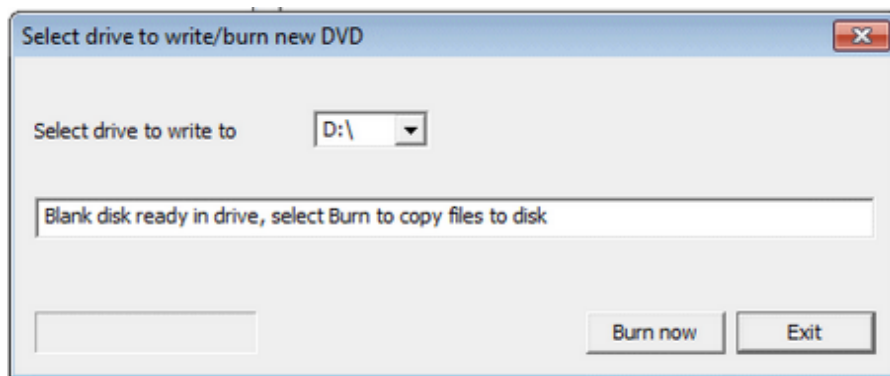 Select drive to write/burn new DVD
Select drive to write to
D:\
Blank disk ready in drive, select Burn to copy files to disk
Burn now
Exit